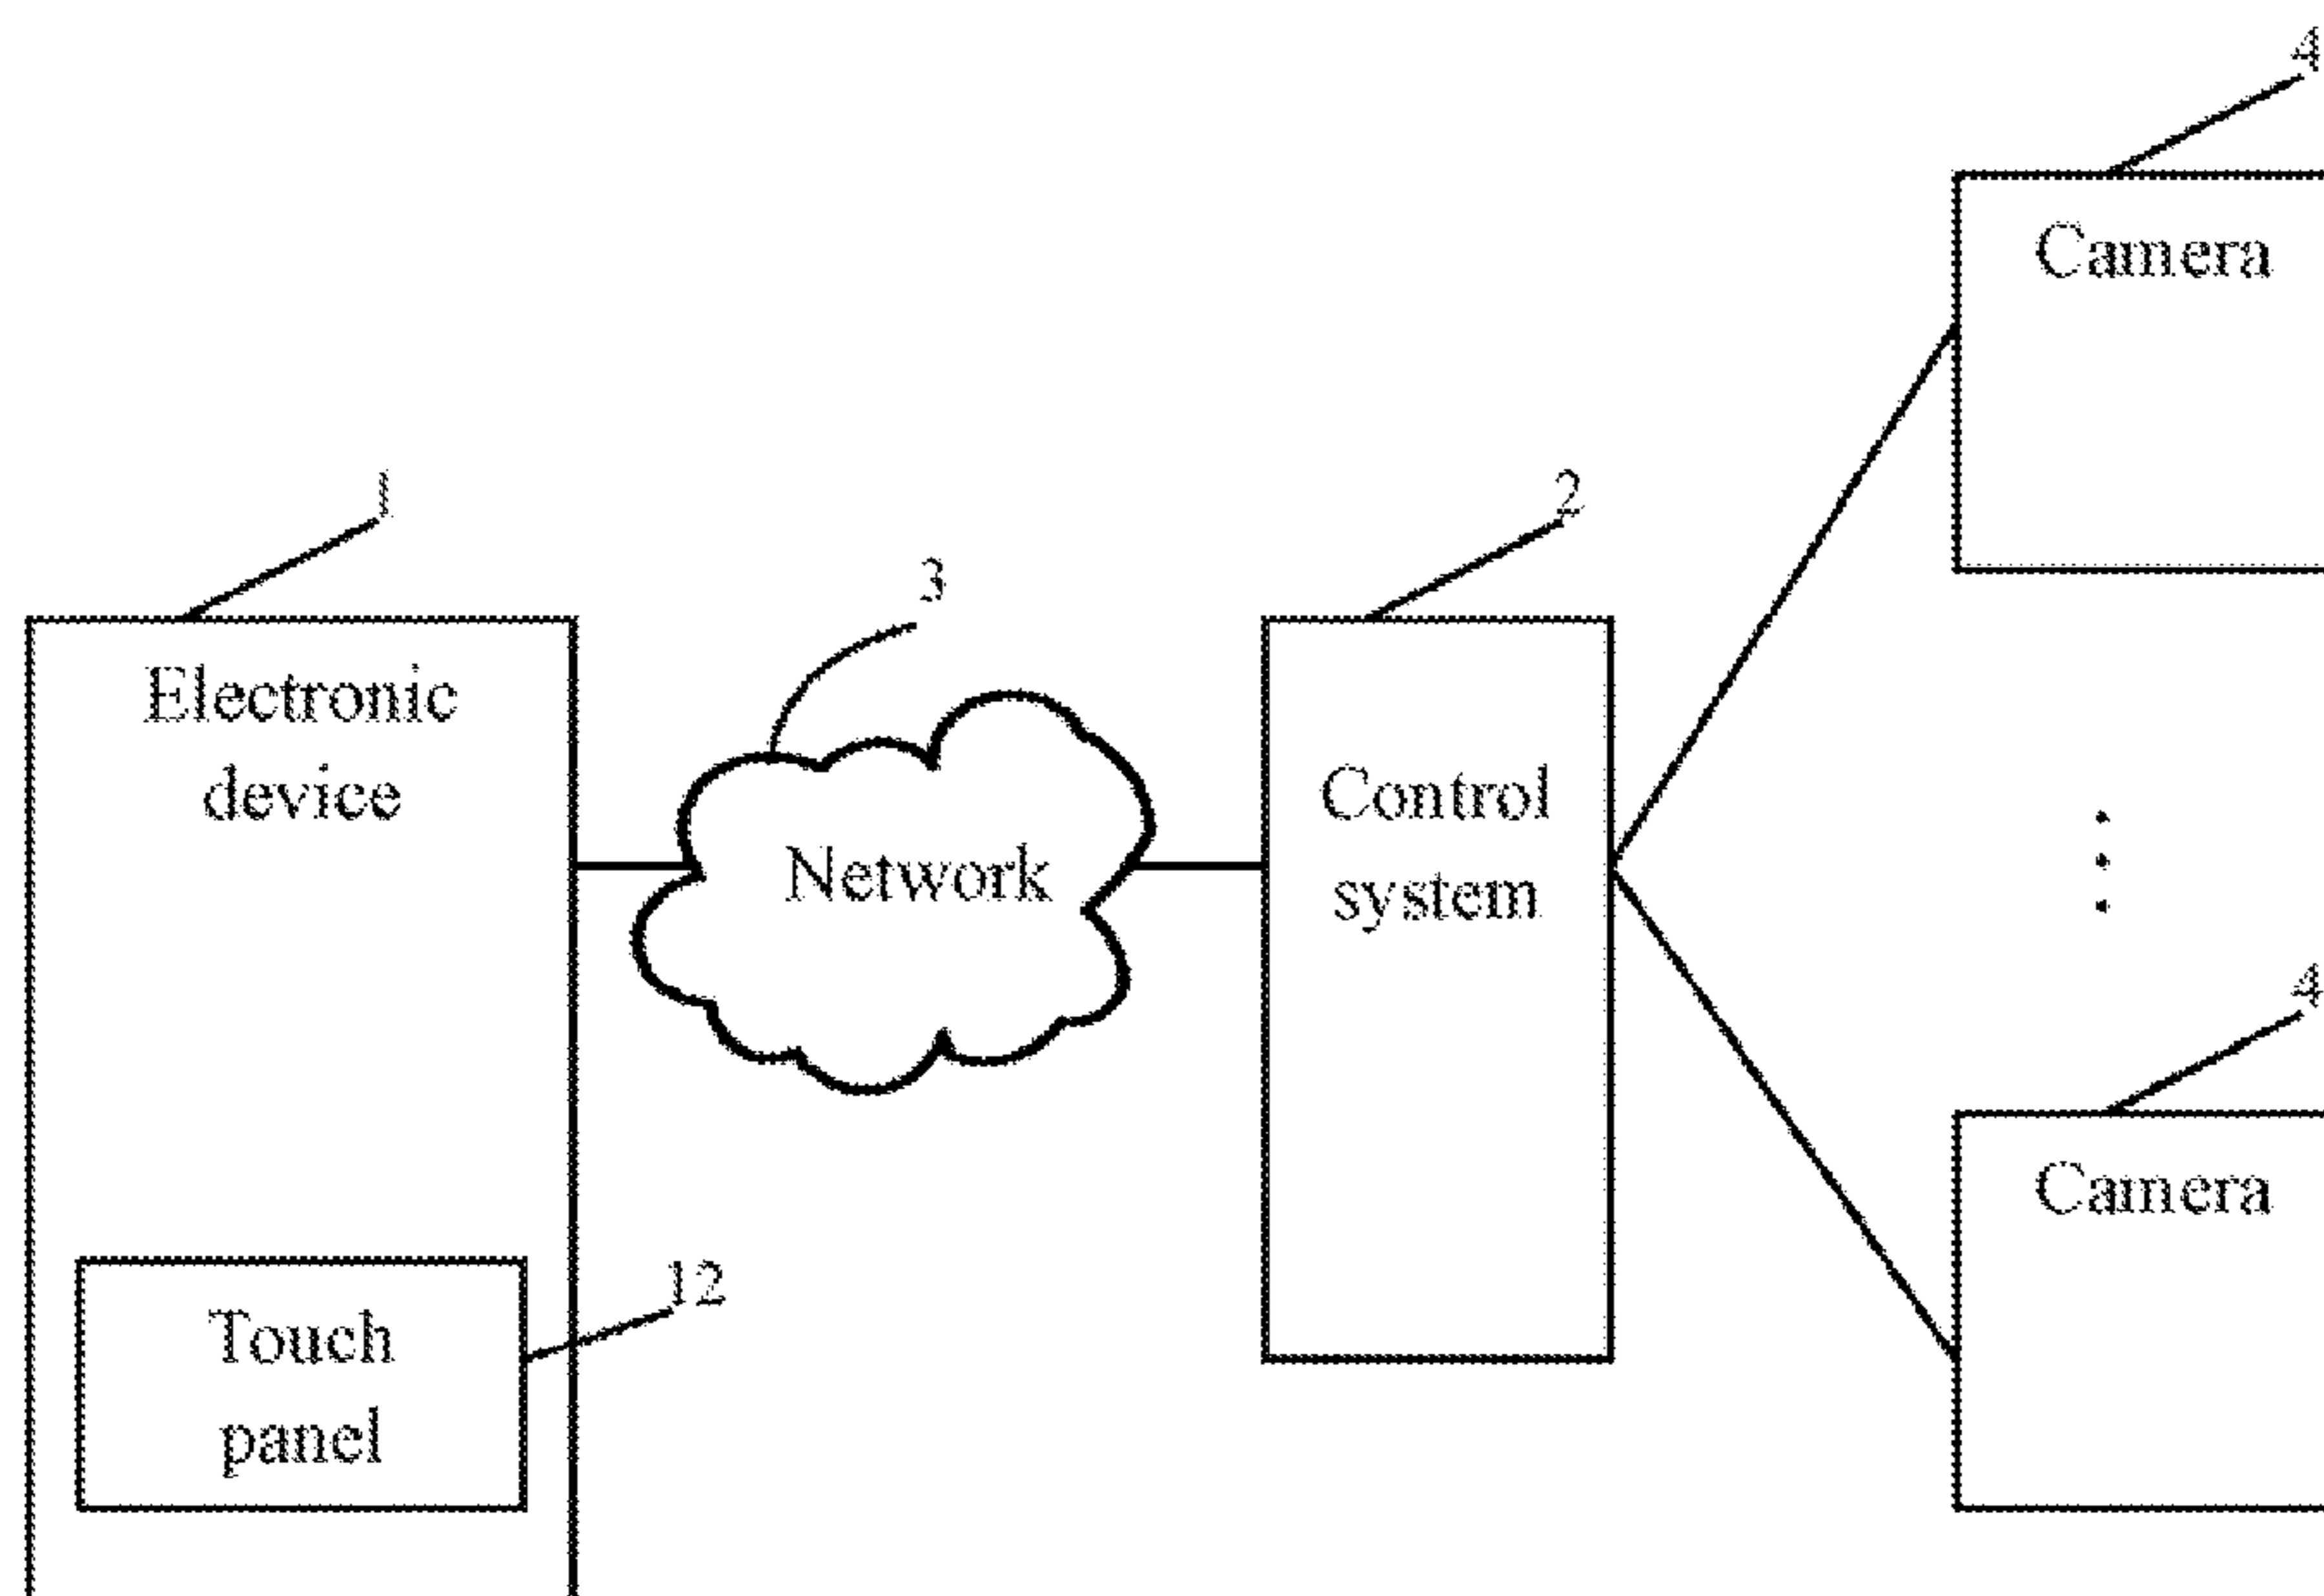 4
Camera
1
2
3
Electronic
device
Control
system
Network
4
Camera
12
Touch
panel